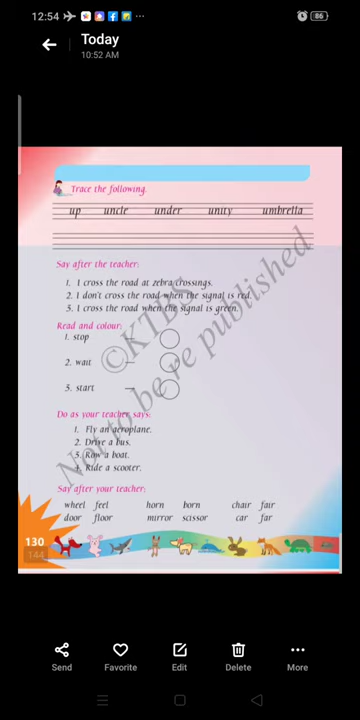 12:54
86
Today
10:52 AM
Trace the following.
up uncle under unity umbrella
Say after the teacher:
1. I cross the road at zebra crossings.
2. I don't cross the road when the signal is red.
3. I cross the road when the signal is green.
Read and colour:
1. stop –
2. wait –
3. start –
Do as your teacher says:
1. Fly an aeroplane.
2. Drive a bus.
3. Row a boat.
4. Ride a scooter.
Say after your teacher:
wheel feel horn born chair fair
door floor mirror scissor car far
©KTBS
Not to be re published
130
144
Send Favorite Edit Delete More